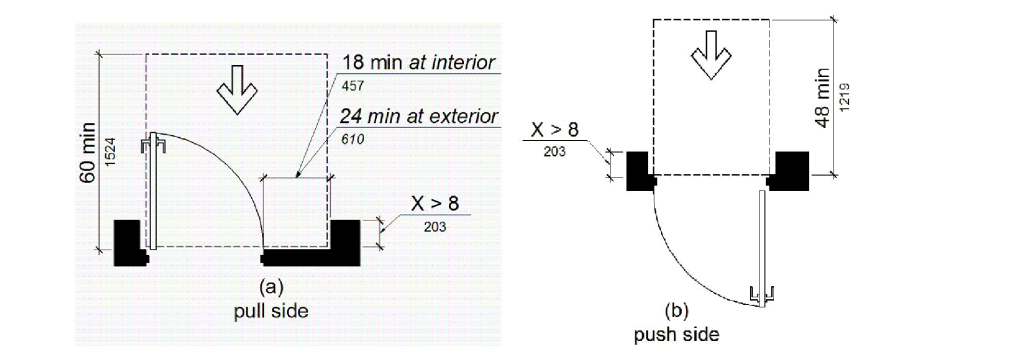 18 min at interior
457
24 min at exterior
610
60 min
1524
X > 8
203
(a)
pull side
X > 8
203
48 min
1219
(b)
push side